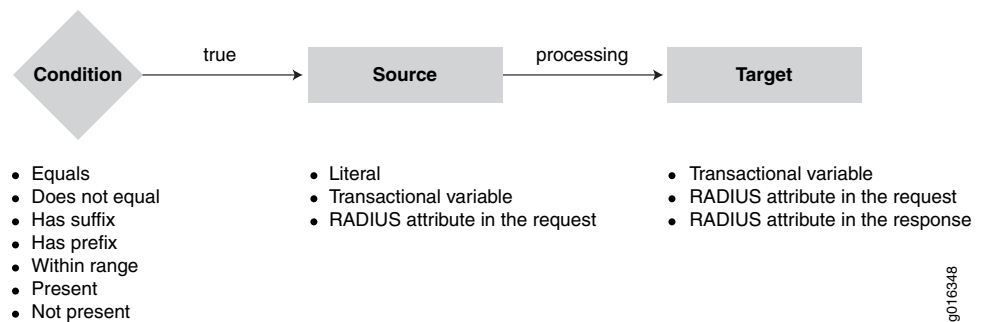 Condition
true
Source
processing
Target
• Equals
• Does not equal
• Has suffix
• Has prefix
• Within range
• Present
• Not present
• Literal
• Transactional variable
• RADIUS attribute in the request
• Transactional variable
• RADIUS attribute in the request
• RADIUS attribute in the response
g016348